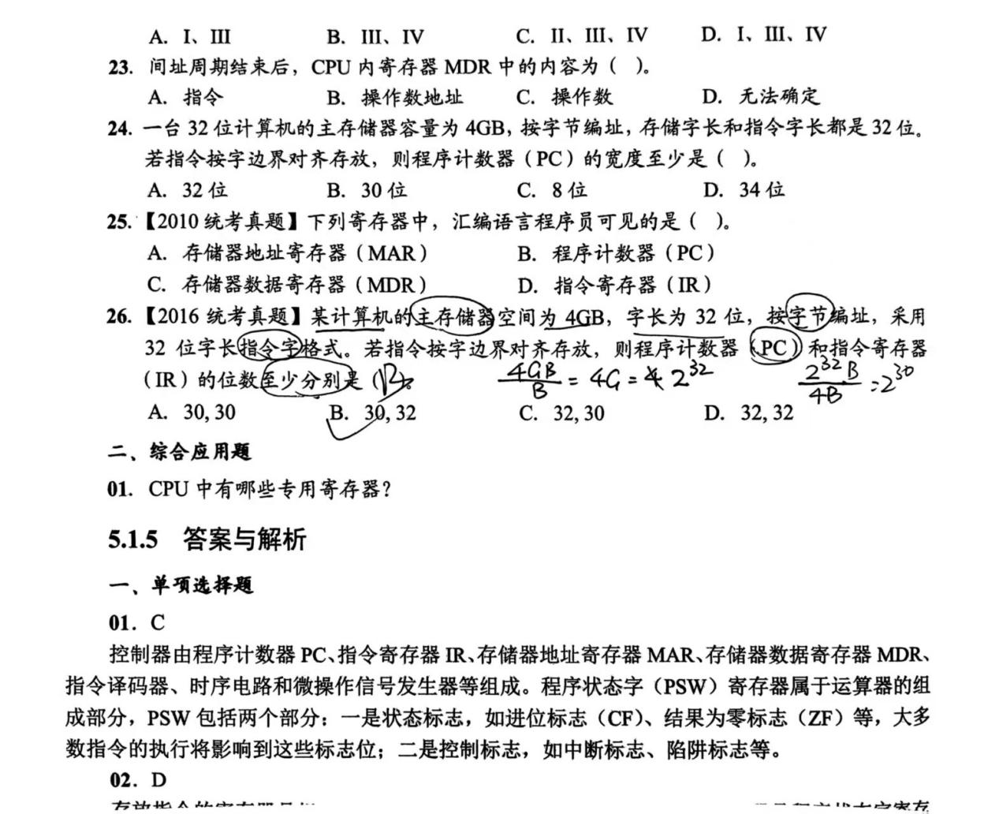 A. I、III B. III、IV C. II、III、IV D. I、III、IV
23. 间址周期结束后，CPU 内寄存器 MDR 中的内容为（ ）。
A. 指令 B. 操作数地址 C. 操作数 D. 无法确定
24. 一台 32 位计算机的主存储器容量为 4GB，按字节编址，存储字长和指令字长都是 32 位。
若指令按字边界对齐存放，则程序计数器（PC）的宽度至少是（ ）。
A. 32 位 B. 30 位 C. 8 位 D. 34 位
25. 【2010 统考真题】下列寄存器中，汇编语言程序员可见的是（ ）。
A. 存储器地址寄存器（MAR） B. 程序计数器（PC）
C. 存储器数据寄存器（MDR） D. 指令寄存器（IR）
26. 【2016 统考真题】某计算机的主存储器空间为 4GB，字长为 32 位，按字节编址，采用
32 位字长指令字格式。若指令按字边界对齐存放，则程序计数器（PC）和指令寄存器
（IR）的位数至少分别是（B）。 4GB/B = 4G = 2^32 2^32 B/4B = 2^30
A. 30, 30 B. 30, 32 C. 32, 30 D. 32, 32
二、综合应用题
01. CPU 中有哪些专用寄存器？
5.1.5 答案与解析
一、单项选择题
01. C
控制器由程序计数器 PC、指令寄存器 IR、存储器地址寄存器 MAR、存储器数据寄存器 MDR、
指令译码器、时序电路和微操作信号发生器等组成。程序状态字（PSW）寄存器属于运算器的组
成部分，PSW 包括两个部分：一是状态标志，如进位标志（CF）、结果为零标志（ZF）等，大多
数指令的执行将影响到这些标志位；二是控制标志，如中断标志、陷阱标志等。
02. D